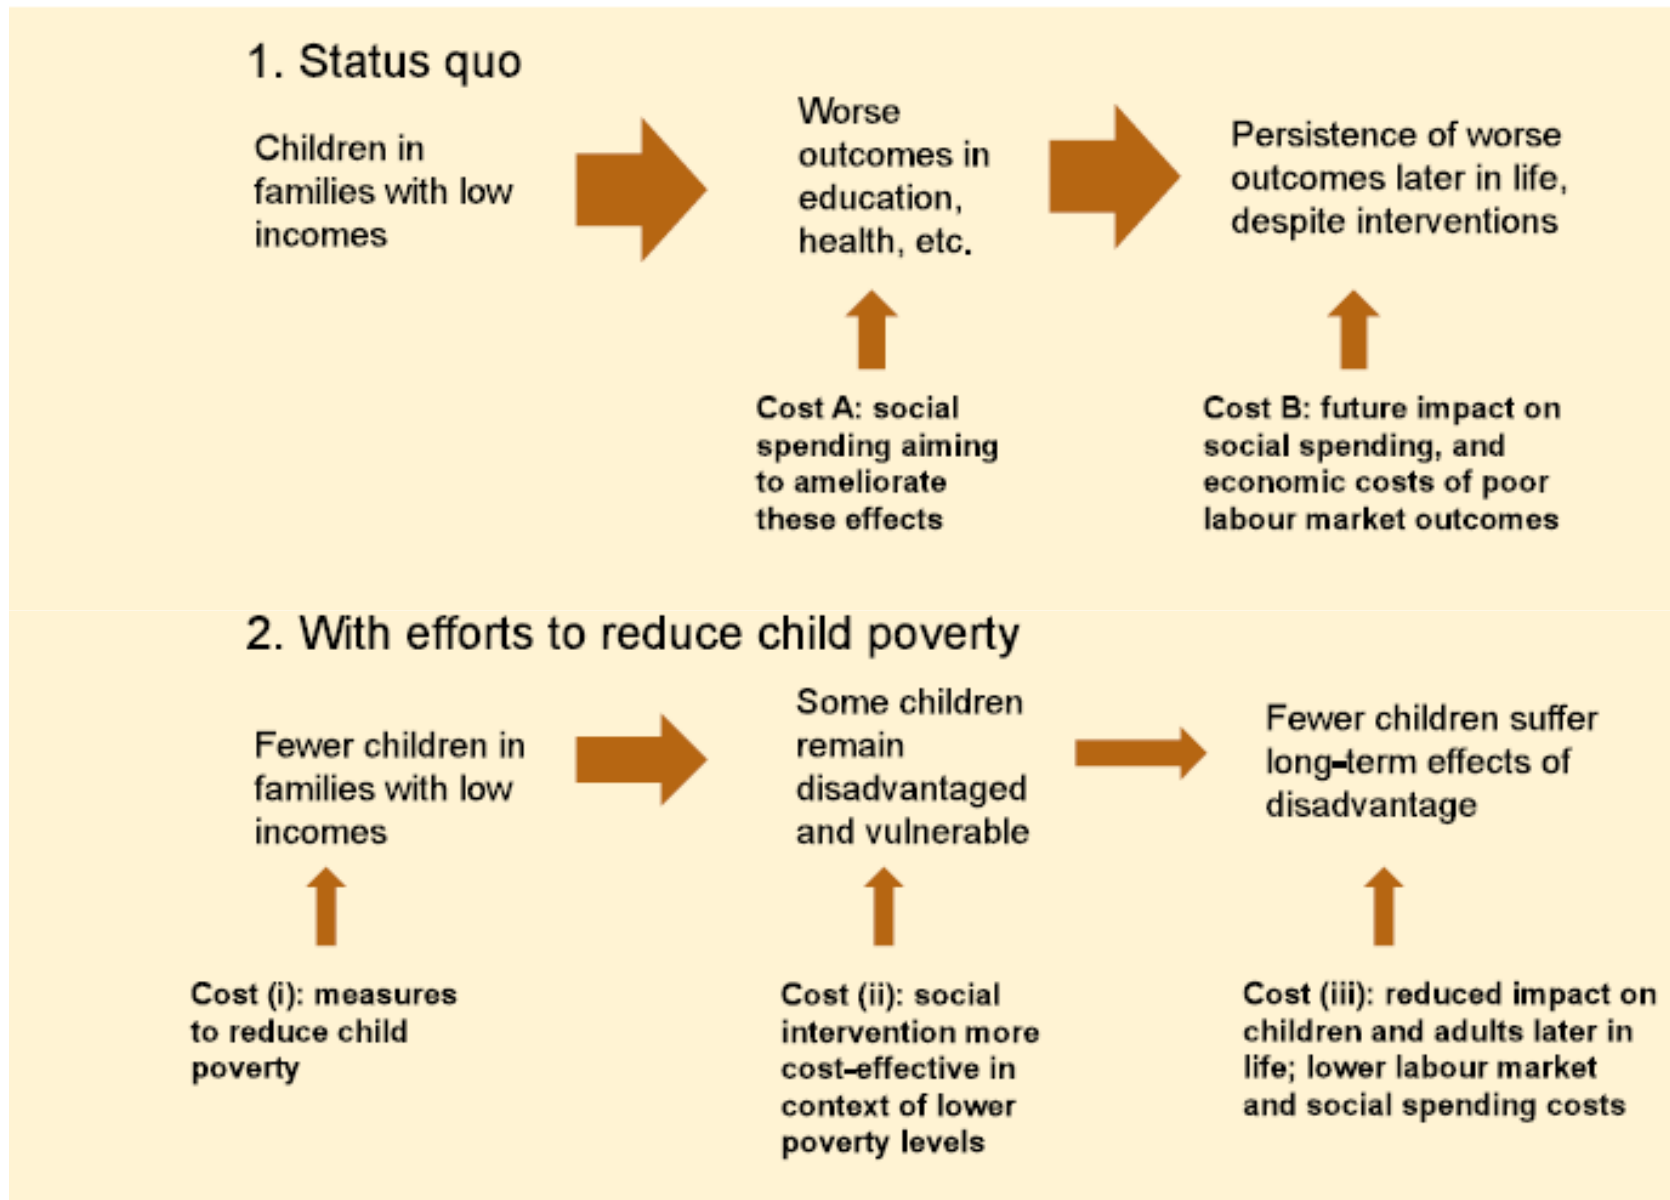 1. Status quo
Children in
families with low
incomes
Worse
outcomes in
education,
health, etc.
Persistence of worse
outcomes later in life,
despite interventions
Cost A: social
spending aiming
to ameliorate
these effects
Cost B: future impact on
social spending, and
economic costs of poor
labour market outcomes
2. With efforts to reduce child poverty
Fewer children in
families with low
incomes
Some children
remain
disadvantaged
and vulnerable
Fewer children suffer
long-term effects of
disadvantage
Cost (i): measures
to reduce child
poverty
Cost (ii): social
intervention more
cost-effective in
context of lower
poverty levels
Cost (iii): reduced impact on
children and adults later in
life; lower labour market
and social spending costs